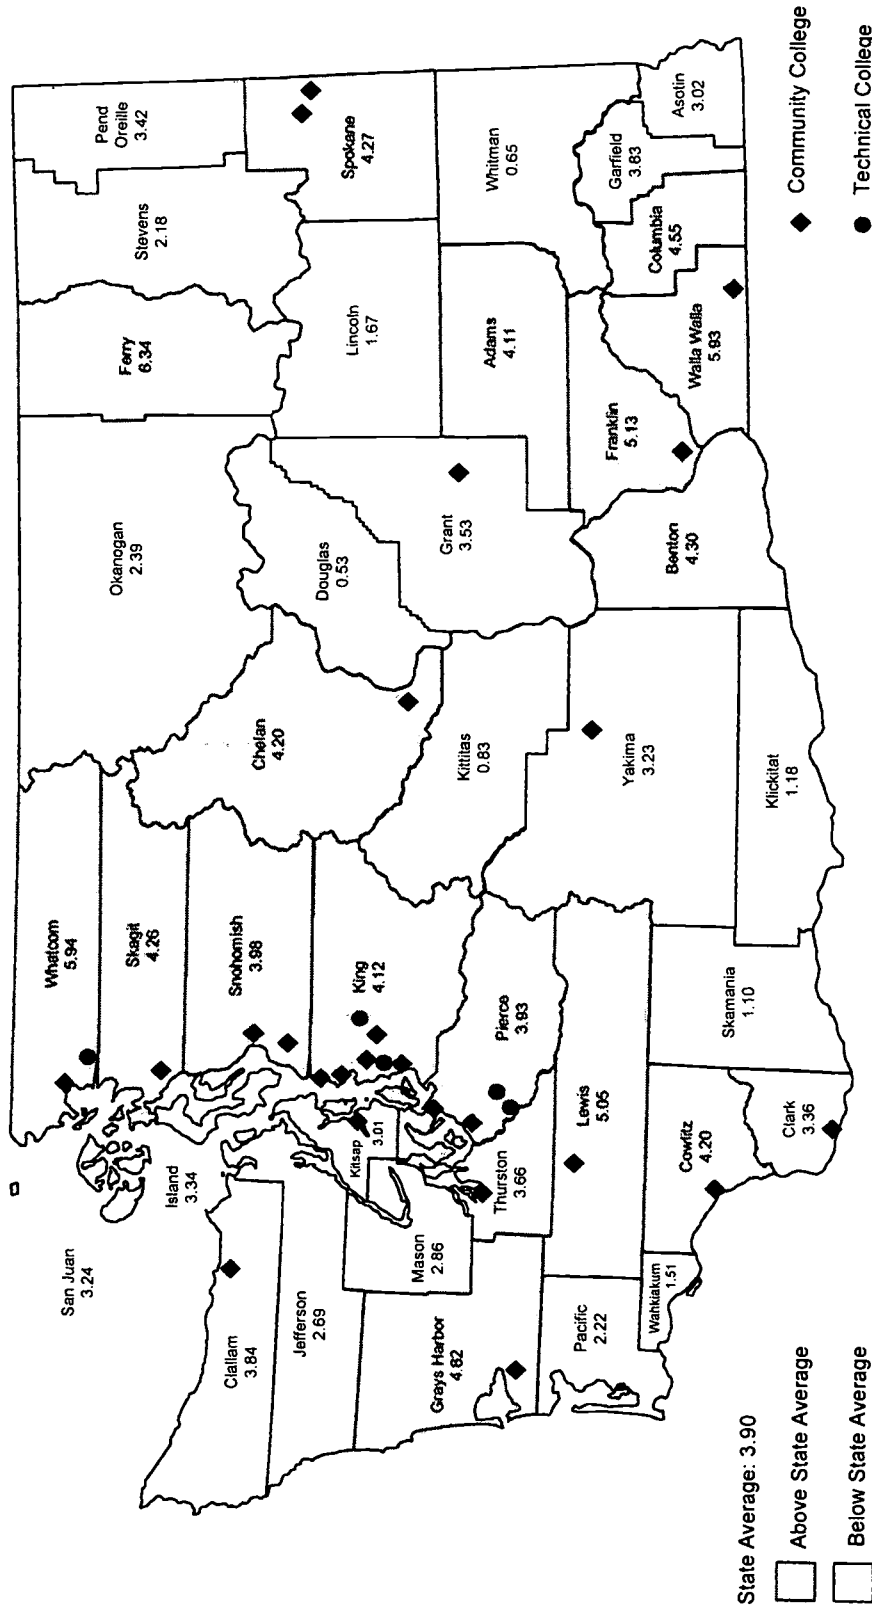 San Juan
3.24
Whatcom
5.94
Okanogan
2.39
Ferry
6.34
Stevens
2.18
Pend
Oreille
3.42
Island
3.34
Skagit
4.26
Clallam
3.84
Snohomish
3.98
Chelan
4.20
Douglas
0.53
Lincoln
1.67
Spokane
4.27
Jefferson
2.69
Kitsap
3.01
King
4.12
Grant
3.53
Grays Harbor
4.82
Mason
2.86
Kittitas
0.83
Adams
4.11
Whitman
0.65
Thurston
3.66
Pierce
3.93
Pacific
2.22
Lewis
5.05
Yakima
3.23
Franklin
5.13
Garfield
3.83
Columbia
4.55
Asotin
3.02
Benton
4.30
Walla Walla
5.93
Wahkiakum
1.51
Cowlitz
4.20
Skamania
1.10
Klickitat
1.18
Clark
3.36
State Average: 3.90
Above State Average
Below State Average
Community College
Technical College